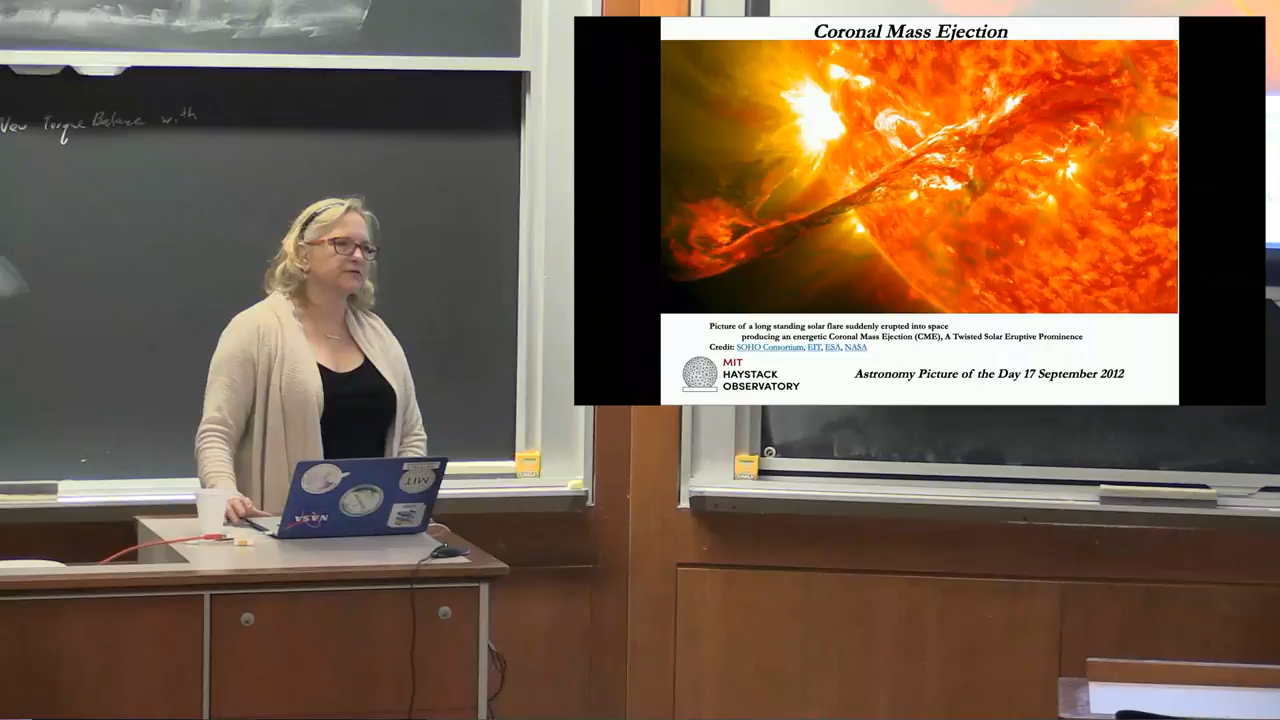 New Torque Balance with
Coronal Mass Ejection
Picture of a long standing solar flare suddenly erupted into space
producing an energetic Coronal Mass Ejection (CME), A Twisted Solar Eruptive Prominence
Credit: SOHO Consortium, EIT, ESA, NASA
MIT
HAYSTACK
OBSERVATORY
Astronomy Picture of the Day 17 September 2012
MIT
NASA